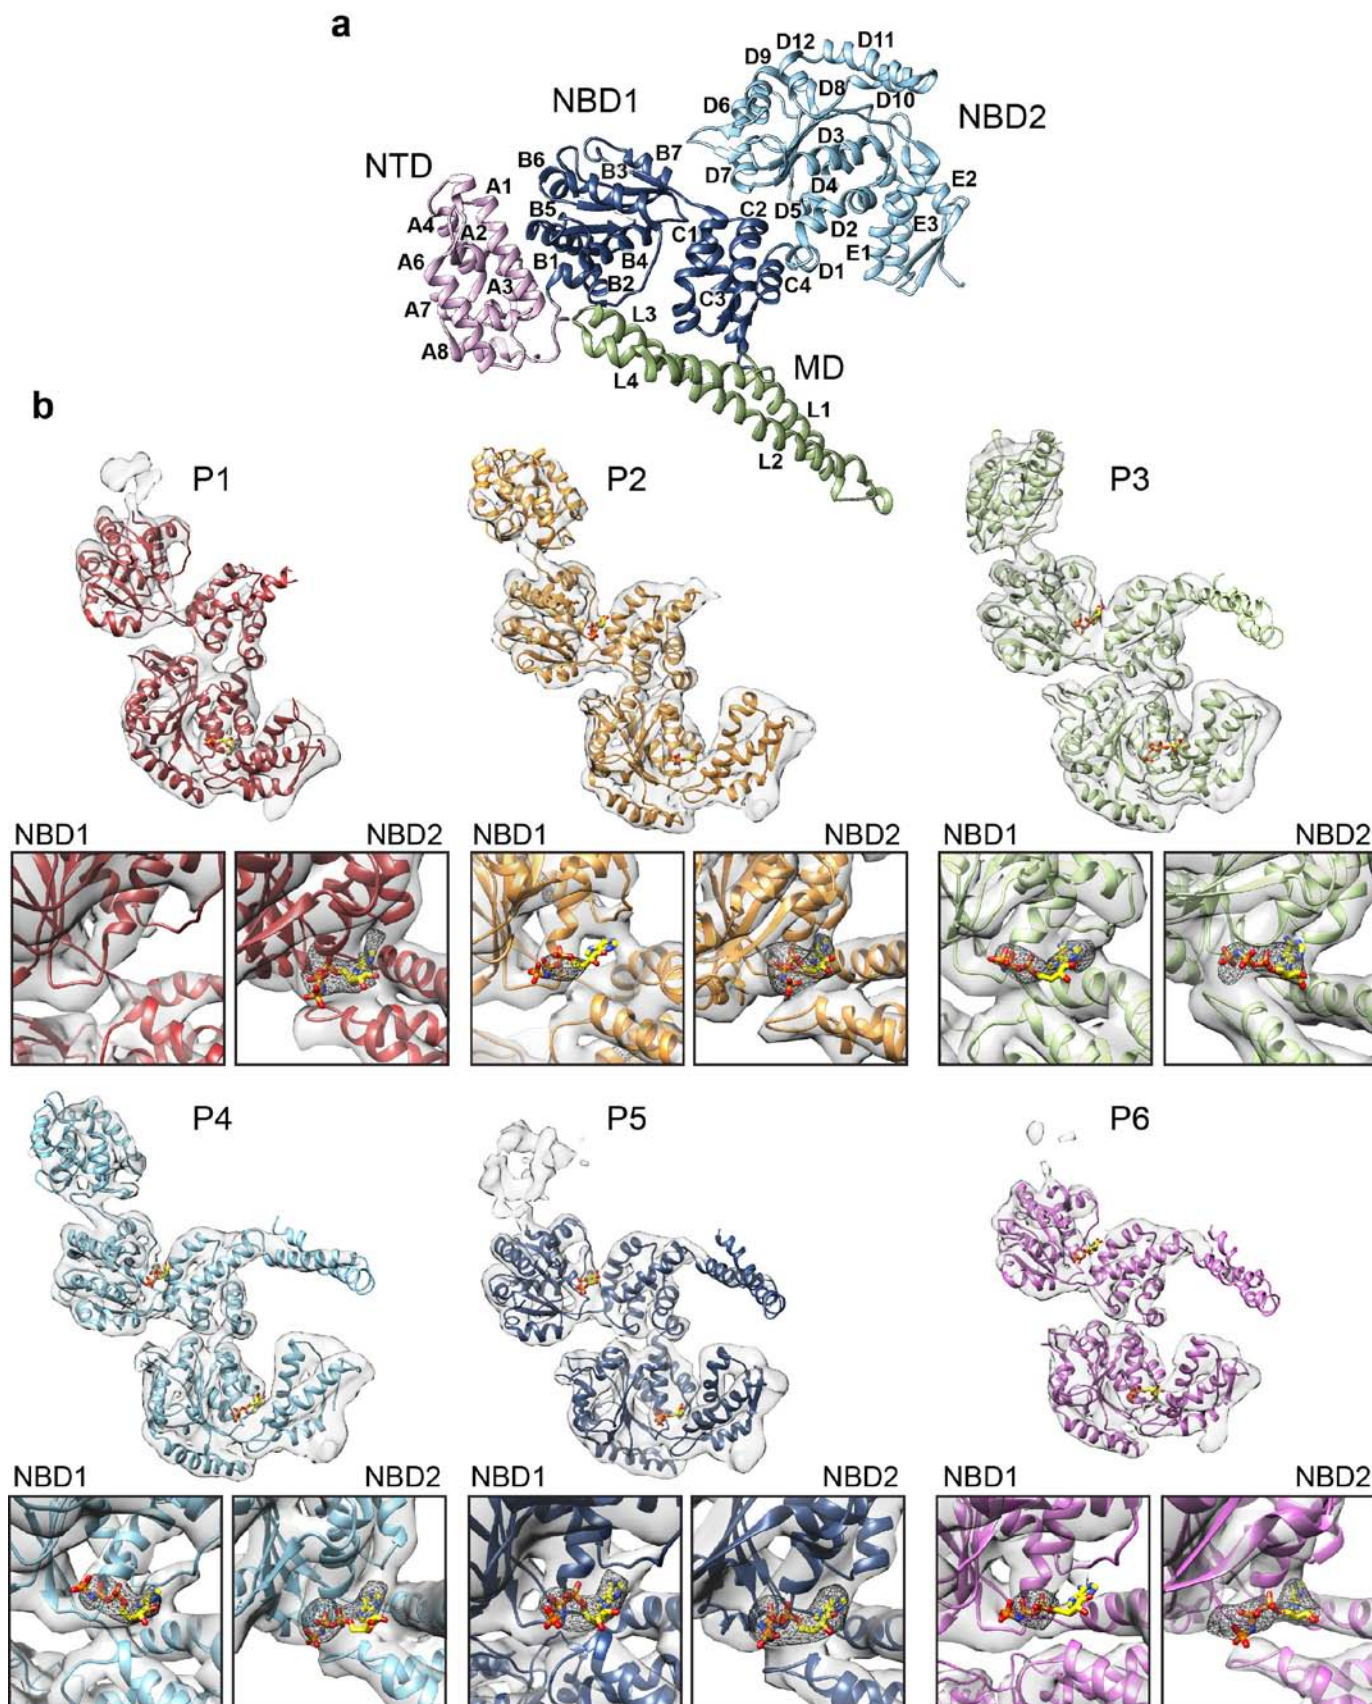 a
D12 D11
D9
NBD1 D6 D8 D10 NBD2
NTD B6 B3 B7 D3
A1 D7 D4 E2
A4 A2 B5 C1 C2 D5 D2 E3
A6 A3 B1 B4 E1
A7 B2 C3 C4 D1
A8 L3
L4 MD
L1
L2
b
P1 P2 P3
NBD1 NBD2 NBD1 NBD2 NBD1 NBD2
P4 P5 P6
NBD1 NBD2 NBD1 NBD2 NBD1 NBD2